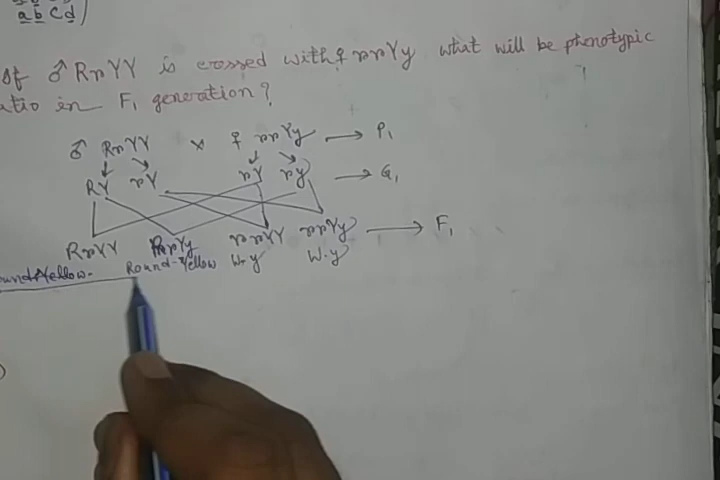 a b C d)
If ♂ RrYY is crossed with ♀ rrYy what will be phenotypic
ratio in F1 generation?
♂ RrYY × ♀ rrYy → P1
RY rY rY ry → G1
RrYY RrYy rrYY rrYy → F1
Round-Yellow. Round-Yellow W-y W.y